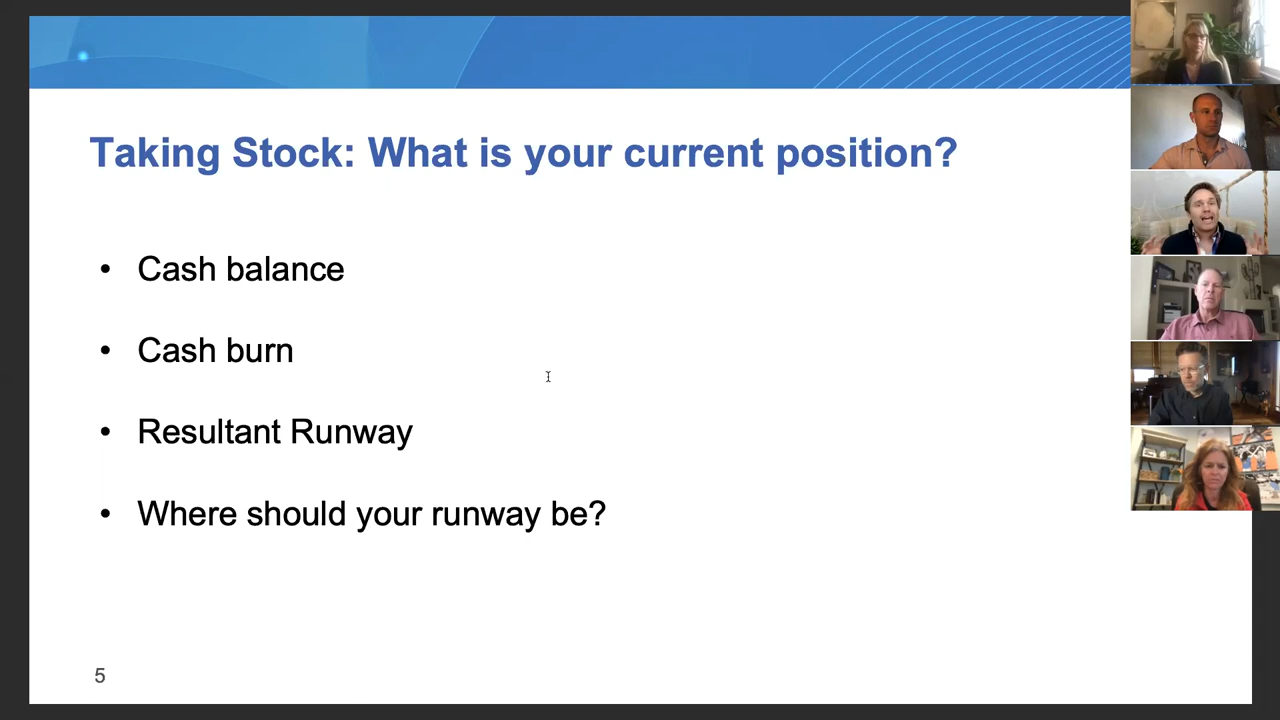 Taking Stock: What is your current position?
• Cash balance
• Cash burn
• Resultant Runway
• Where should your runway be?
5